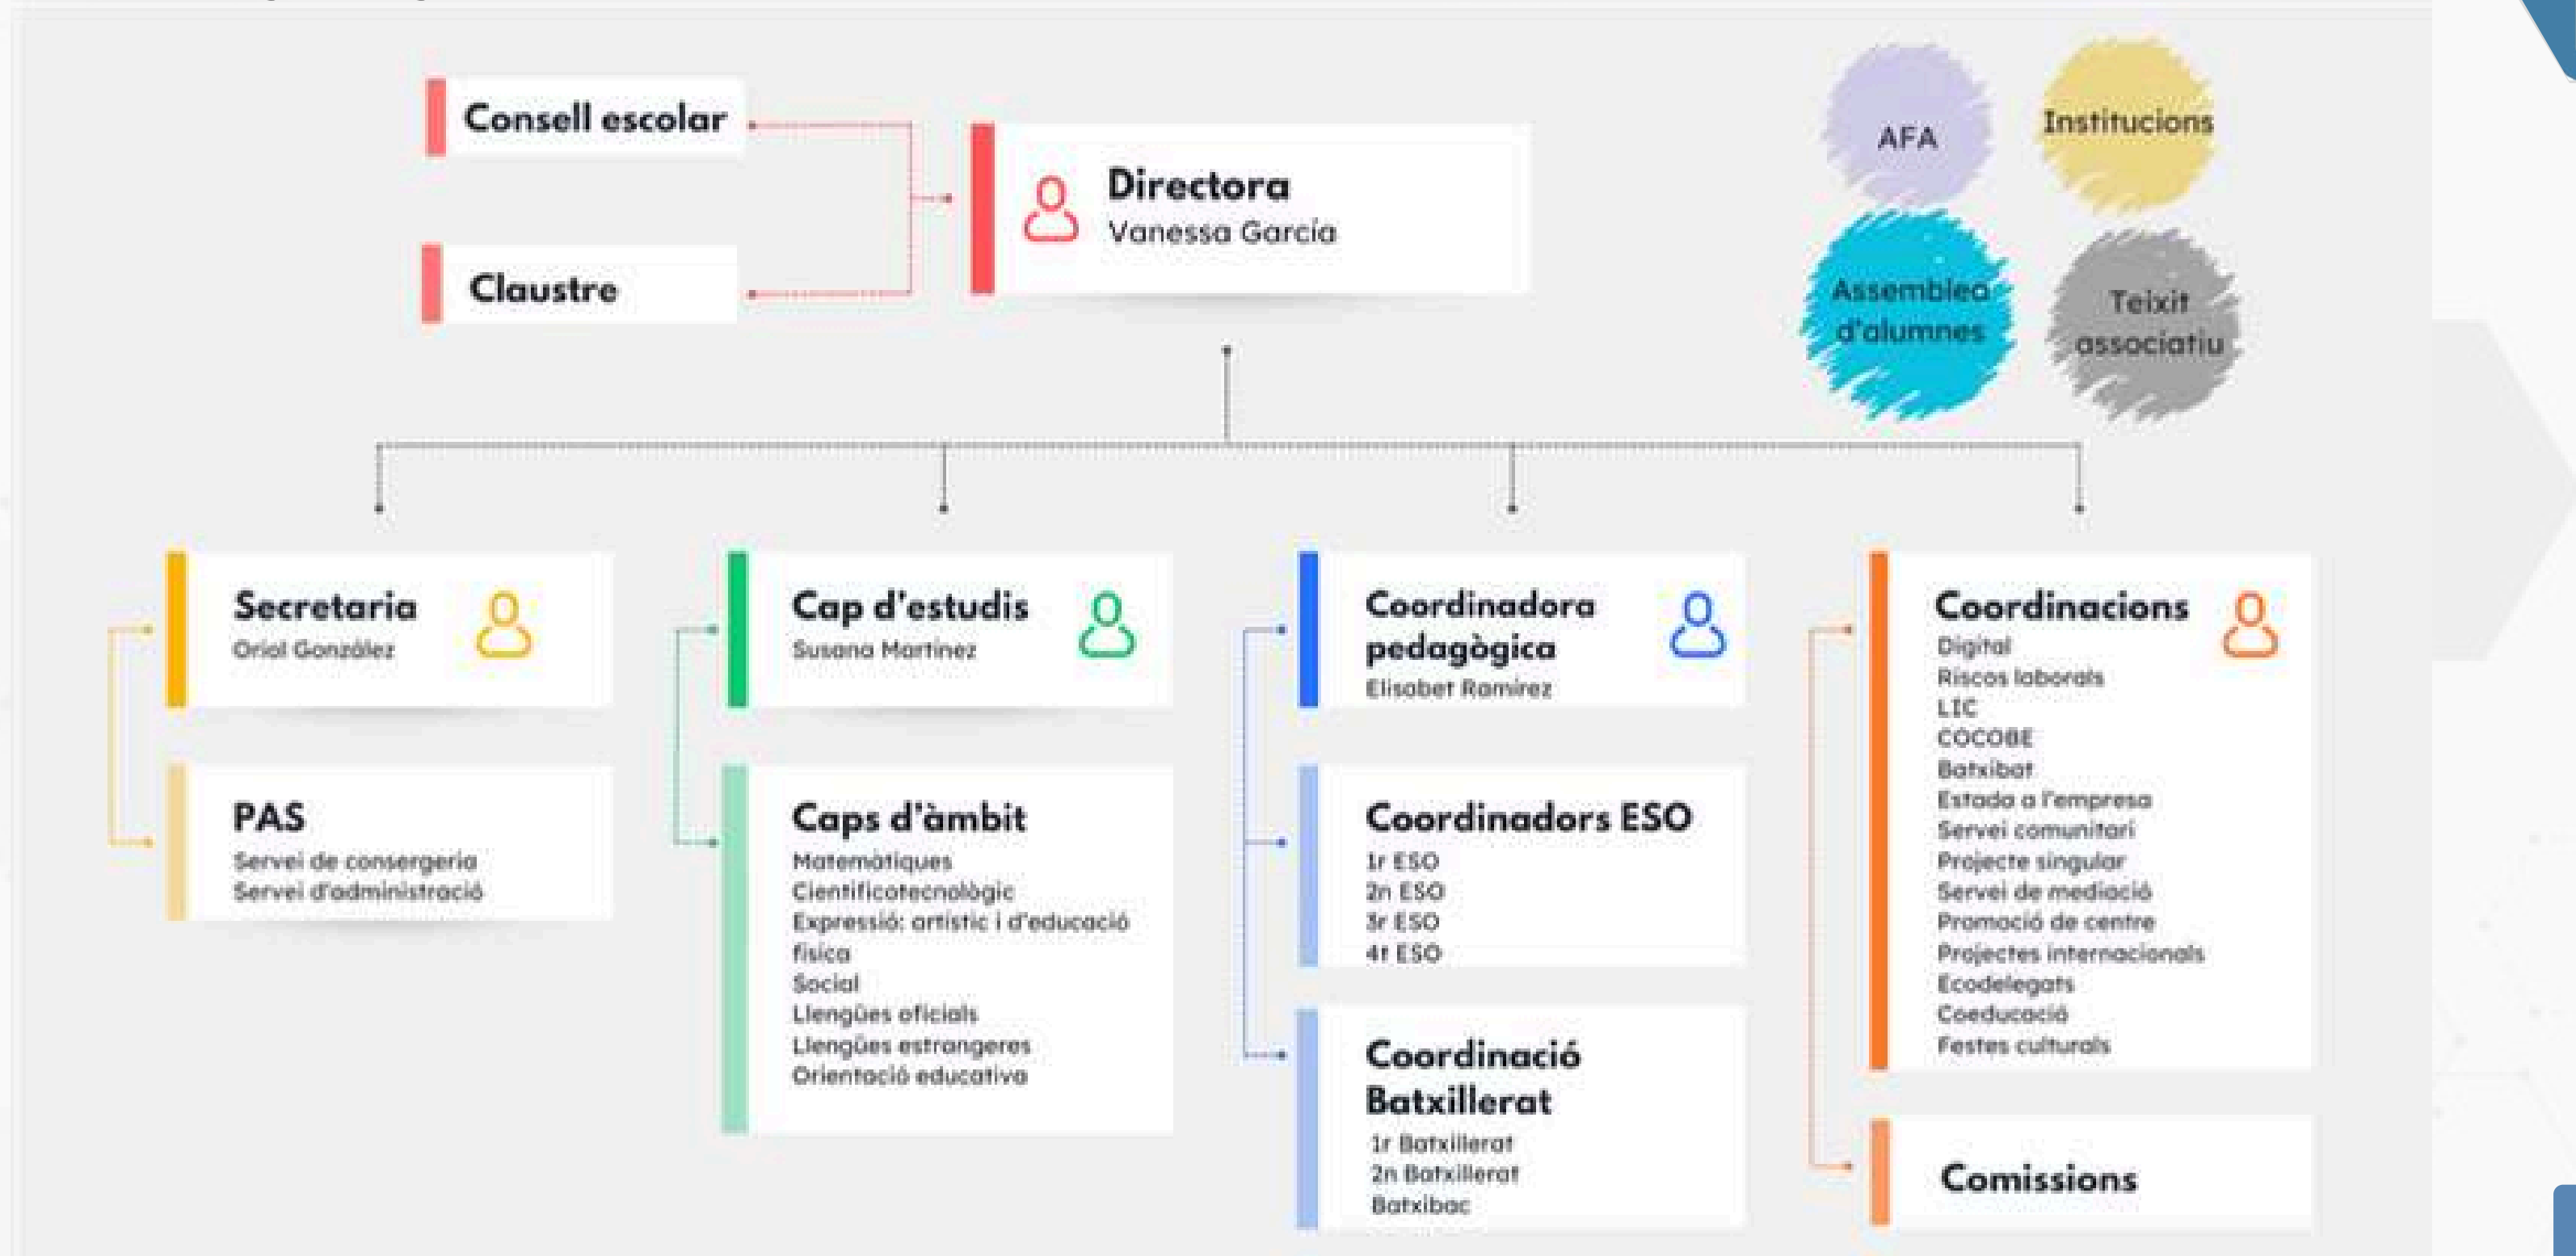 Consell escolar
Claustre
Directora
Vanessa García
AFA
Institucions
Assemblea
d'alumnes
Teixit
associatiu
Secretaria
Oriol González
PAS
Servei de consergeria
Servei d'administració
Cap d'estudis
Susana Martínez
Caps d'àmbit
Matemàtiques
Cientificotecnològic
Expressió: artístic i d'educació
física
Social
Llengües oficials
Llengües estrangeres
Orientació educativa
Coordinadora
pedagògica
Elisabet Ramírez
Coordinadors ESO
1r ESO
2n ESO
3r ESO
4t ESO
Coordinació
Batxillerat
1r Batxillerat
2n Batxillerat
Batxibac
Coordinacions
Digital
Riscos laborals
LIC
COCOBE
Batxibat
Estada a l'empresa
Servei comunitari
Projecte singular
Servei de mediació
Promoció de centre
Projectes internacionals
Ecodelegats
Coeducació
Festes culturals
Comissions